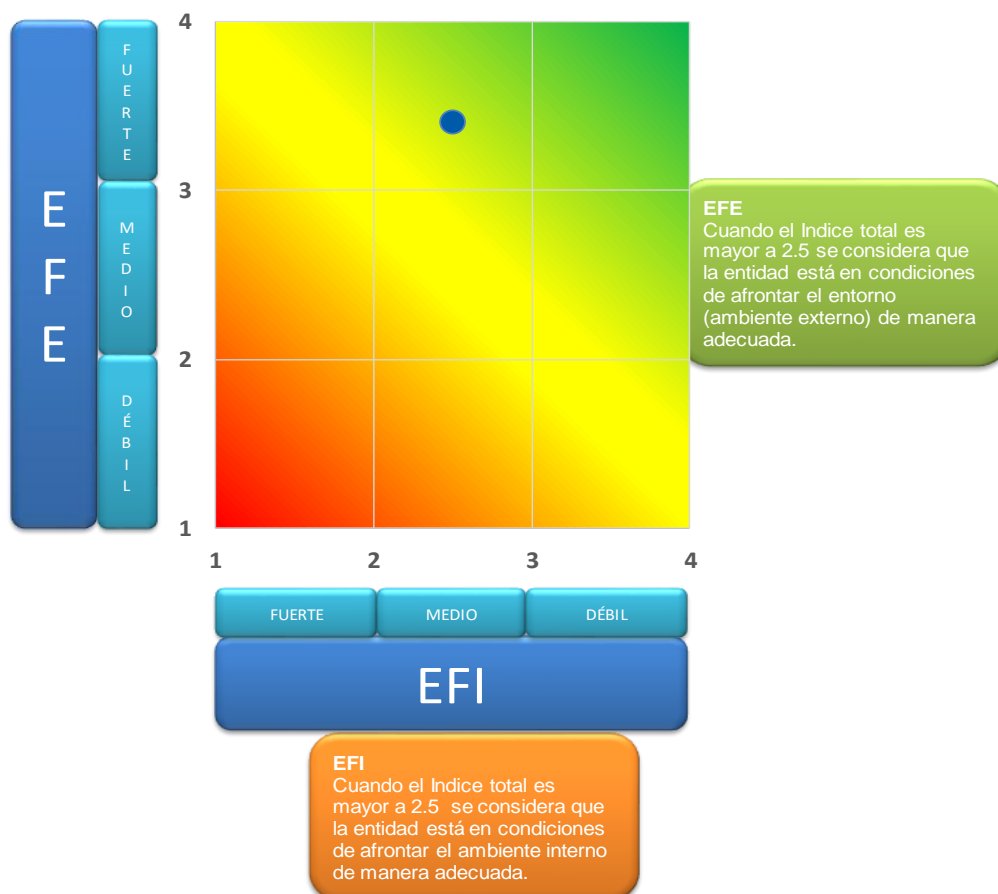 EFE
FUERTE
MEDIO
DÉBIL
4
3
2
1
1 2 3 4
FUERTE MEDIO DÉBIL
EFI
EFE
Cuando el Indice total es
mayor a 2.5 se considera que
la entidad está en condiciones
de afrontar el entorno
(ambiente externo) de manera
adecuada.
EFI
Cuando el Indice total es
mayor a 2.5 se considera que
la entidad está en condiciones
de afrontar el ambiente interno
de manera adecuada.